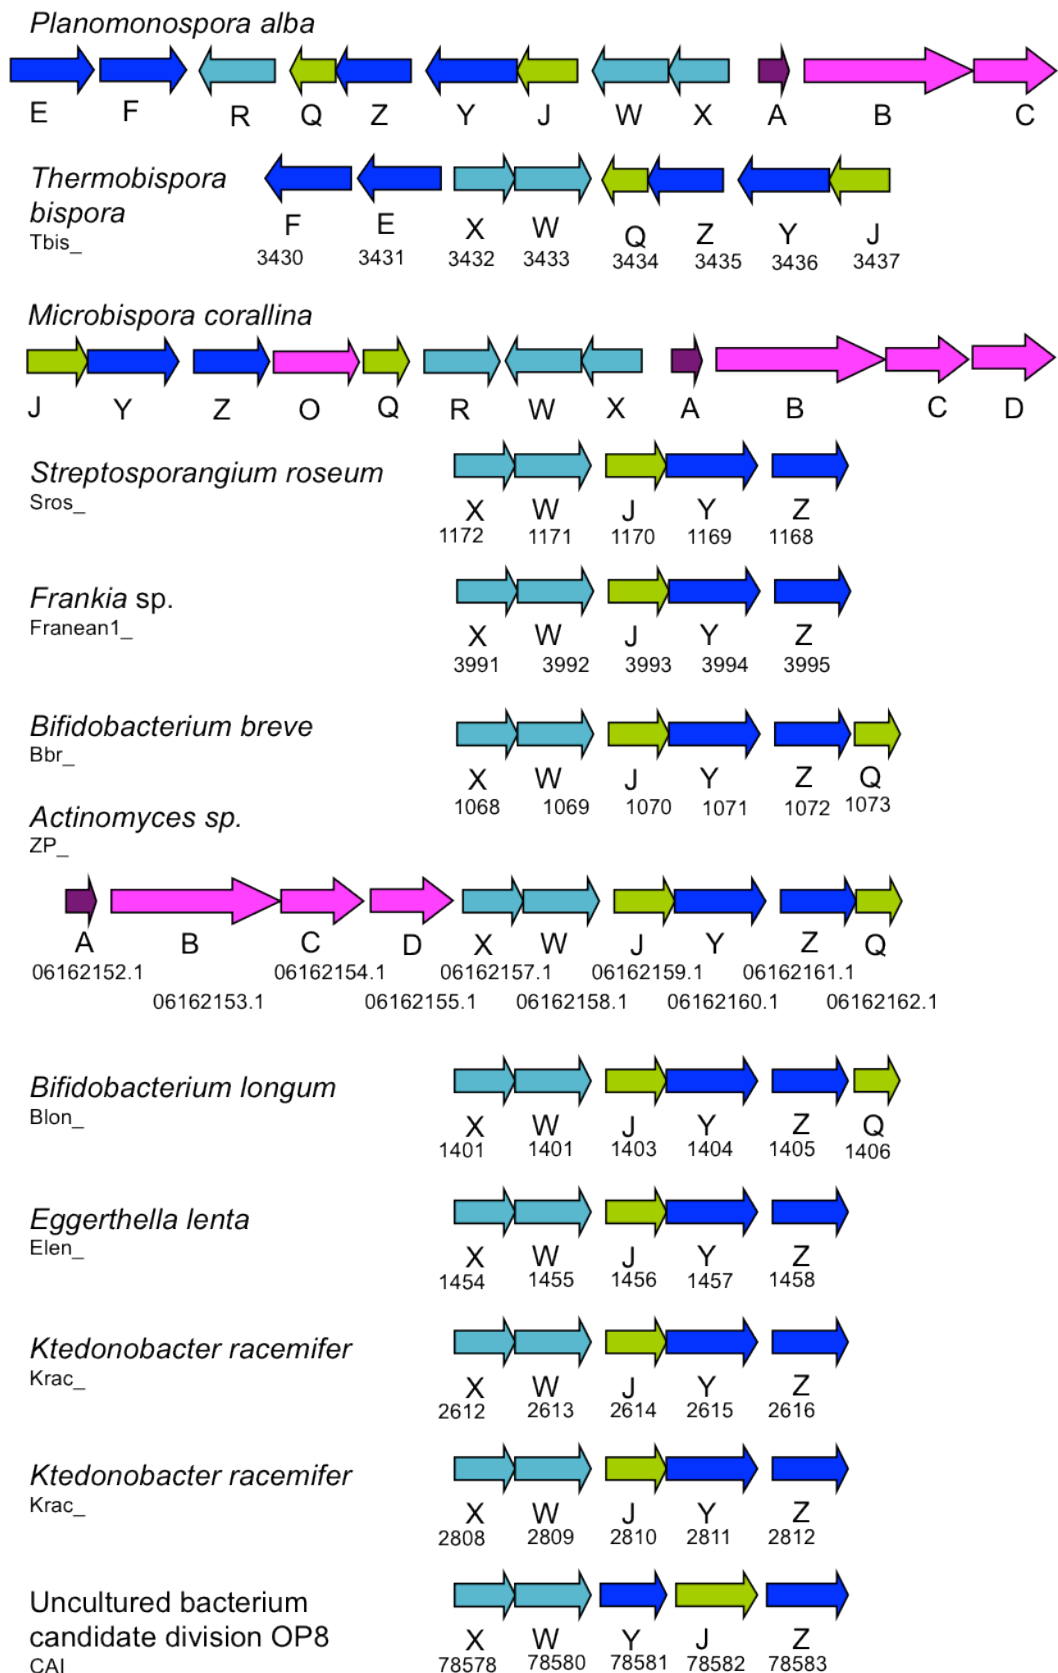 Planomonospora alba
E F R Q Z Y J W X A B C
Thermobispora
bispora
Tbis_
F E X W Q Z Y J
3430 3431 3432 3433 3434 3435 3436 3437
Microbispora corallina
J Y Z O Q R W X A B C D
Streptosporangium roseum
Sros_
X W J Y Z
1172 1171 1170 1169 1168
Frankia sp.
Franean1_
X W J Y Z
3991 3992 3993 3994 3995
Bifidobacterium breve
Bbr_
X W J Y Z Q
1068 1069 1070 1071 1072 1073
Actinomyces sp.
ZP_
A B C D X W J Y Z Q
06162152.1 06162154.1 06162157.1 06162159.1 06162161.1
06162153.1 06162155.1 06162158.1 06162160.1 06162162.1
Bifidobacterium longum
Blon_
X W J Y Z Q
1401 1401 1403 1404 1405 1406
Eggerthella lenta
Elen_
X W J Y Z
1454 1455 1456 1457 1458
Ktedonobacter racemifer
Krac_
X W J Y Z
2612 2613 2614 2615 2616
Ktedonobacter racemifer
Krac_
X W J Y Z
2808 2809 2810 2811 2812
Uncultured bacterium
candidate division OP8
CAJ
X W Y J Z
78578 78580 78581 78582 78583